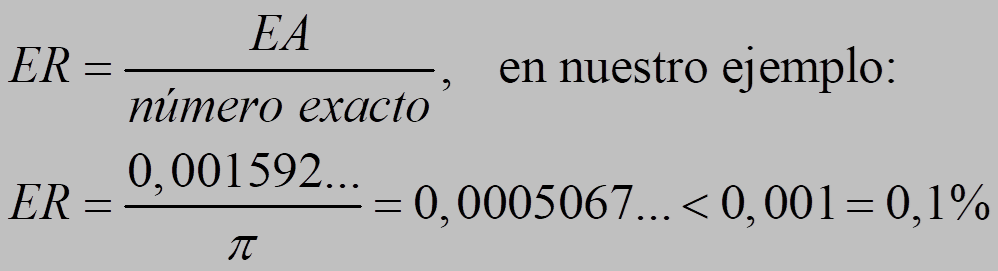 ER = EA / número exacto, en nuestro ejemplo:
ER = 0,001592... / π = 0,0005067... < 0,001 = 0,1%